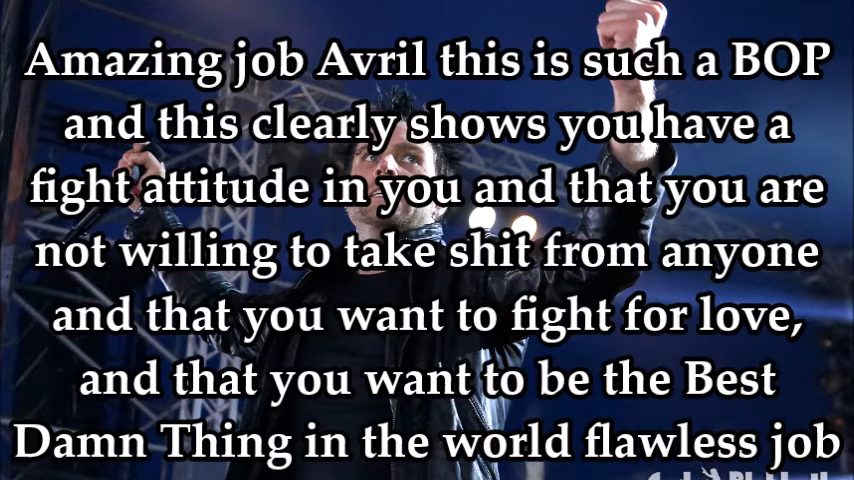 Amazing job Avril this is such a BOP
and this clearly shows you have a
fight attitude in you and that you are
not willing to take shit from anyone
and that you want to fight for love,
and that you want to be the Best
Damn Thing in the world flawless job